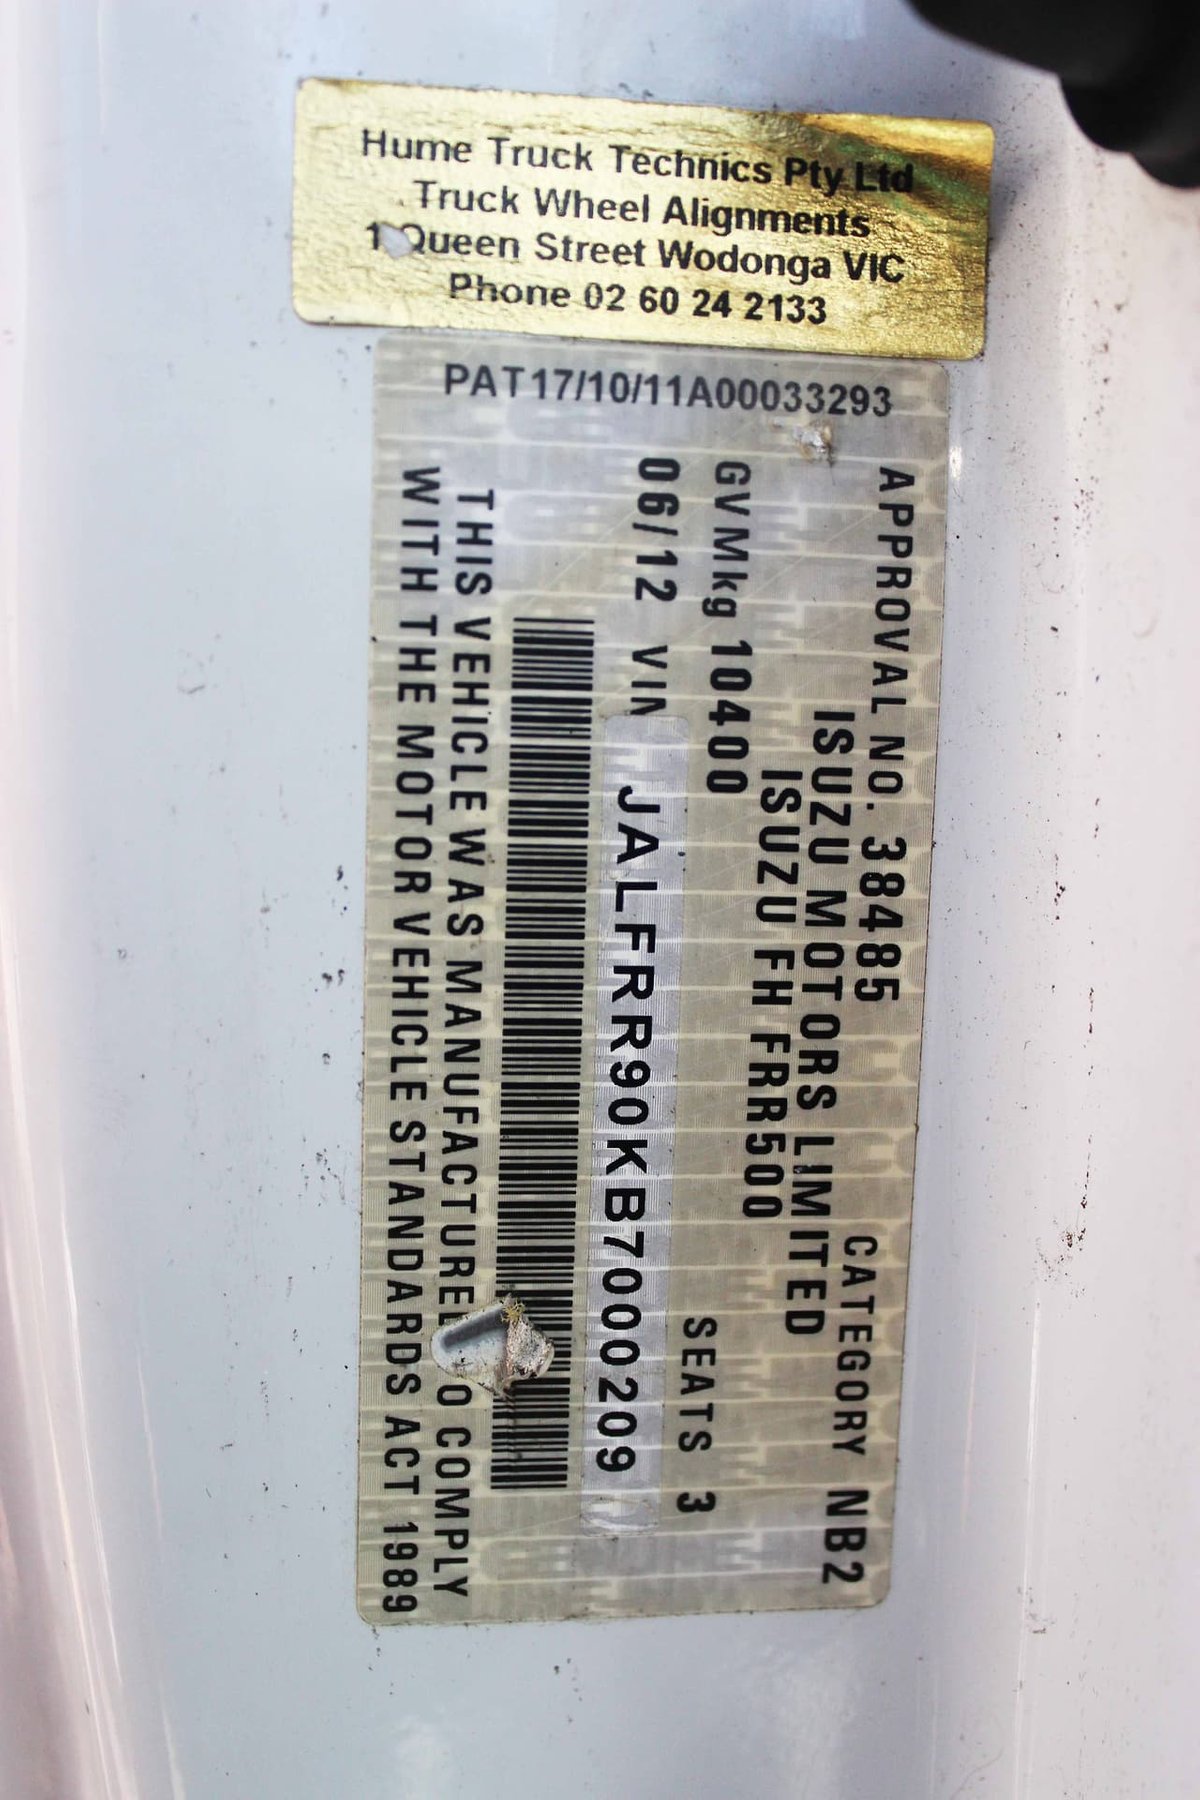 Hume Truck Technics Pty Ltd
Truck Wheel Alignments
1 Queen Street Wodonga VIC
Phone 02 60 24 2133
PAT17/10/11A00033293
APPROVAL NO. 38485 CATEGORY NB2
ISUZU MOTORS LIMITED
ISUZU FH FRR500
GVMkg 10400 SEATS 3
06/12 VIN JALFRR90KB7000209
THIS VEHICLE WAS MANUFACTURED O COMPLY
WITH THE MOTOR VEHICLE STANDARDS ACT 1989